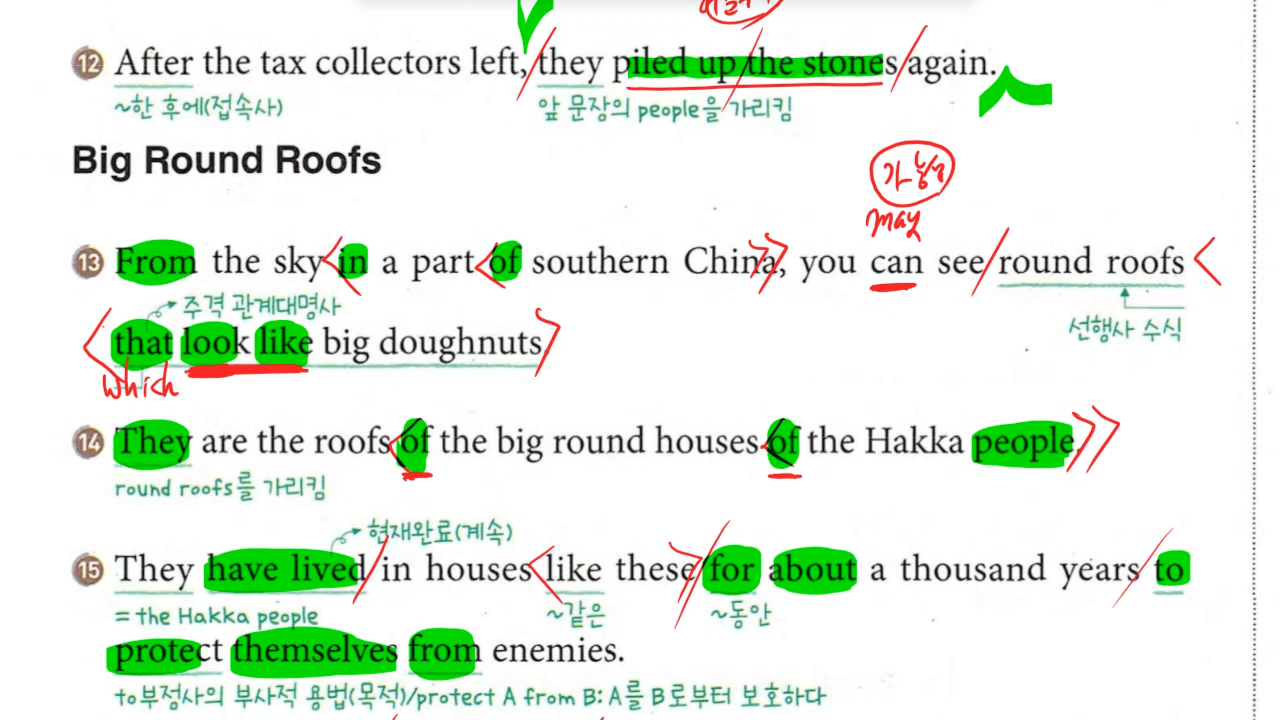 ⑫ After the tax collectors left, they piled up the stones again.
~한 후에(접속사) 앞 문장의 people을 가리킴
Big Round Roofs
가능성
may
⑬ From the sky in a part of southern China, you can see round roofs
주격 관계대명사
선행사 수식
that look like big doughnuts.
which
⑭ They are the roofs of the big round houses of the Hakka people.
round roofs를 가리킴
현재완료(계속)
⑮ They have lived in houses like these for about a thousand years to
= the Hakka people ~같은 ~동안
protect themselves from enemies.
to부정사의 부사적 용법(목적)/protect A from B: A를 B로부터 보호하다